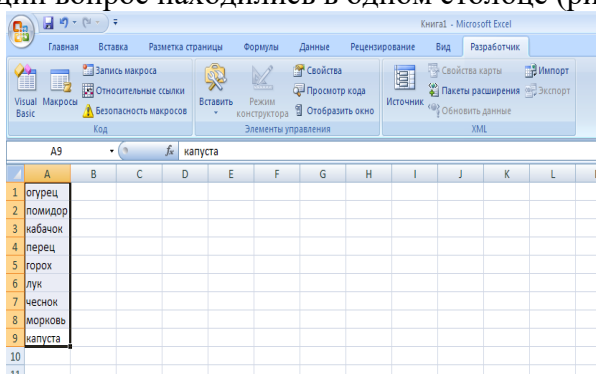 один вопрос находились в одном столбце (ри
Книга1 - Microsoft Excel
Главная Вставка Разметка страницы Формулы Данные Рецензирование Вид Разработчик
Visual Basic
Макросы
Запись макроса
Относительные ссылки
Безопасность макросов
Код
Вставить
Режим конструктора
Свойства
Просмотр кода
Отобразить окно
Элементы управления
Источник
Свойства карты
Пакеты расширения
Обновить данные
Импорт
Экспорт
XML
A9 fx капуста
A B C D E F G H I J K L
1 огурец
2 помидор
3 кабачок
4 перец
5 горох
6 лук
7 чеснок
8 морковь
9 капуста
10
11